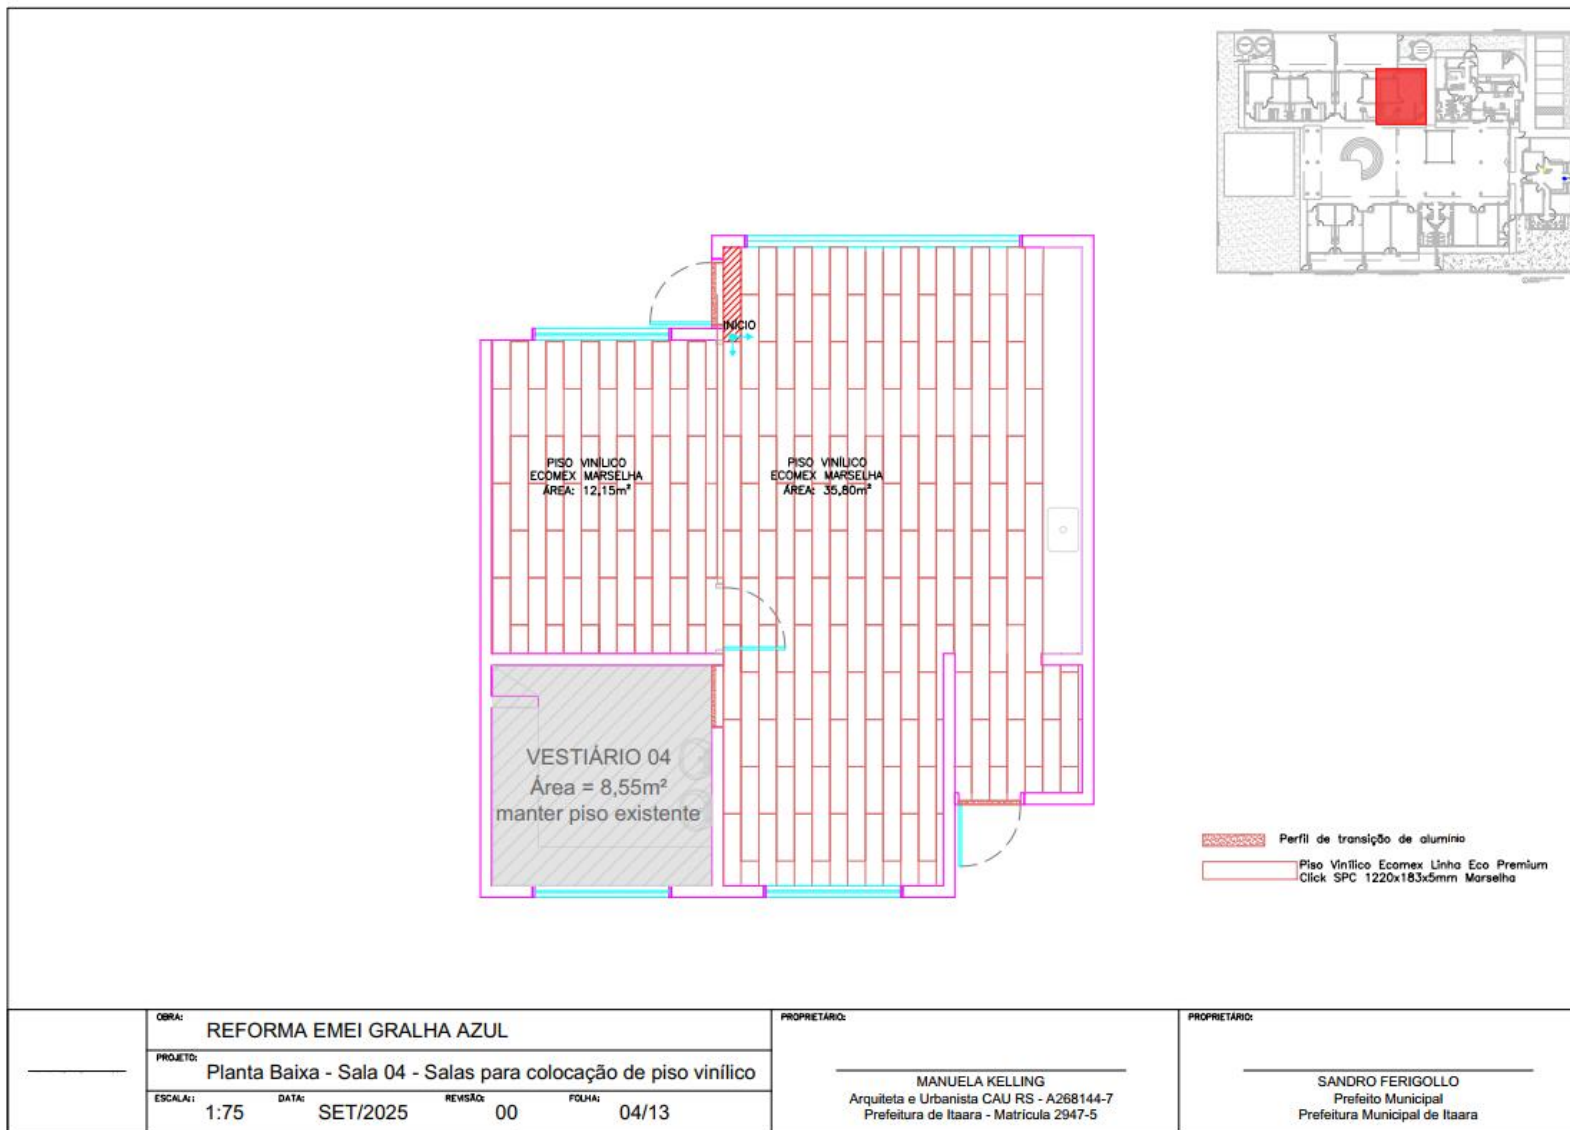 INICIO
PISO VINÍLICO
ECOMEX MARSELHA
ÁREA: 12,15m²
PISO VINÍLICO
ECOMEX MARSELHA
ÁREA: 35,80m²
VESTIÁRIO 04
Área = 8,55m²
manter piso existente
Perfil de transição de alumínio
Piso Vinílico Ecomex Linha Eco Premium
Click SPC 1220x183x5mm Marselha
OBRA: REFORMA EMEI GRALHA AZUL
PROJETO: Planta Baixa - Sala 04 - Salas para colocação de piso vinílico
ESCALA: 1:75 DATA: SET/2025 REVISÃO: 00 FOLHA: 04/13
PROPRIETÁRIO:
MANUELA KELLING
Arquiteta e Urbanista CAU RS - A268144-7
Prefeitura de Itaara - Matrícula 2947-5
PROPRIETÁRIO:
SANDRO FERIGOLLO
Prefeito Municipal
Prefeitura Municipal de Itaara